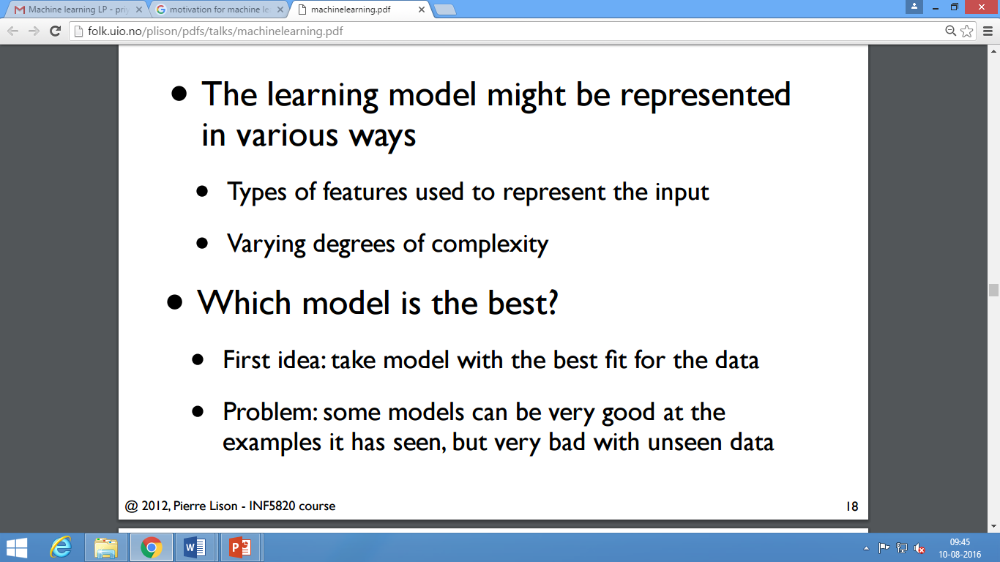 Machine learning LP - priy
motivation for machine le
machinelearning.pdf
folk.uio.no/plison/pdfs/talks/machinelearning.pdf
• The learning model might be represented
in various ways
• Types of features used to represent the input
• Varying degrees of complexity
• Which model is the best?
• First idea: take model with the best fit for the data
• Problem: some models can be very good at the
examples it has seen, but very bad with unseen data
@ 2012, Pierre Lison - INF5820 course
18
09:45
10-08-2016